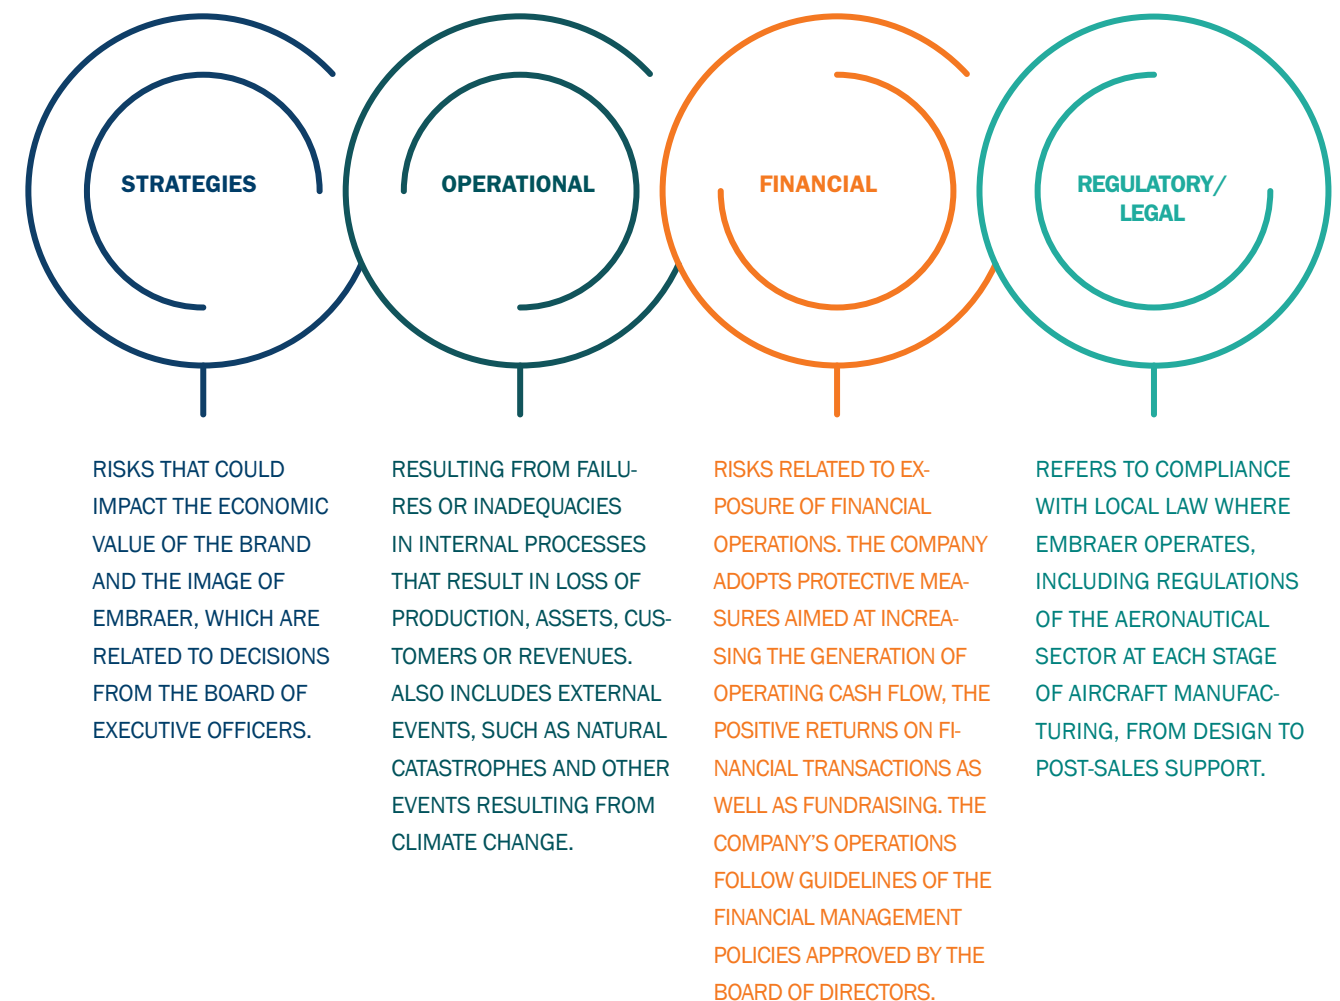 STRATEGIES
OPERATIONAL
FINANCIAL
REGULATORY/
LEGAL
RISKS THAT COULD
IMPACT THE ECONOMIC
VALUE OF THE BRAND
AND THE IMAGE OF
EMBRAER, WHICH ARE
RELATED TO DECISIONS
FROM THE BOARD OF
EXECUTIVE OFFICERS.
RESULTING FROM FAILU-
RES OR INADEQUACIES
IN INTERNAL PROCESSES
THAT RESULT IN LOSS OF
PRODUCTION, ASSETS, CUS-
TOMERS OR REVENUES.
ALSO INCLUDES EXTERNAL
EVENTS, SUCH AS NATURAL
CATASTROPHES AND OTHER
EVENTS RESULTING FROM
CLIMATE CHANGE.
RISKS RELATED TO EX-
POSURE OF FINANCIAL
OPERATIONS. THE COMPANY
ADOPTS PROTECTIVE MEA-
SURES AIMED AT INCREA-
SING THE GENERATION OF
OPERATING CASH FLOW, THE
POSITIVE RETURNS ON FI-
NANCIAL TRANSACTIONS AS
WELL AS FUNDRAISING. THE
COMPANY'S OPERATIONS
FOLLOW GUIDELINES OF THE
FINANCIAL MANAGEMENT
POLICIES APPROVED BY THE
BOARD OF DIRECTORS.
REFERS TO COMPLIANCE
WITH LOCAL LAW WHERE
EMBRAER OPERATES,
INCLUDING REGULATIONS
OF THE AERONAUTICAL
SECTOR AT EACH STAGE
OF AIRCRAFT MANUFAC-
TURING, FROM DESIGN TO
POST-SALES SUPPORT.